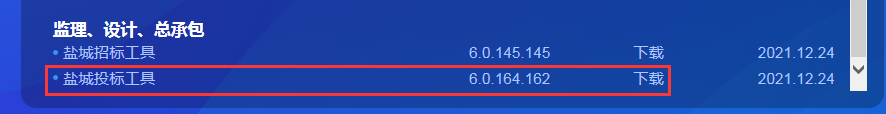 监理、设计、总承包
• 盐城招标工具 6.0.145.145 下载 2021.12.24
• 盐城投标工具 6.0.164.162 下载 2021.12.24